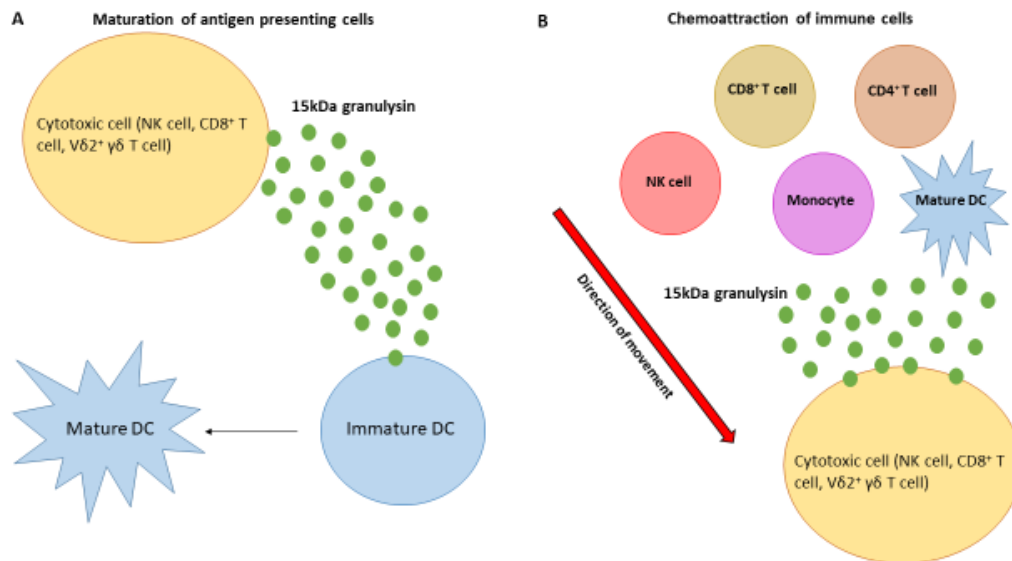 A
Maturation of antigen presenting cells
15kDa granulysin
Cytotoxic cell (NK cell, CD8⁺ T
cell, Vδ2⁺ γδ T cell)
Mature DC
Immature DC
B
Chemoattraction of immune cells
CD8⁺ T cell
CD4⁺ T cell
NK cell
Monocyte
Mature DC
15kDa granulysin
Direction of movement
Cytotoxic cell (NK cell, CD8⁺ T
cell, Vδ2⁺ γδ T cell)